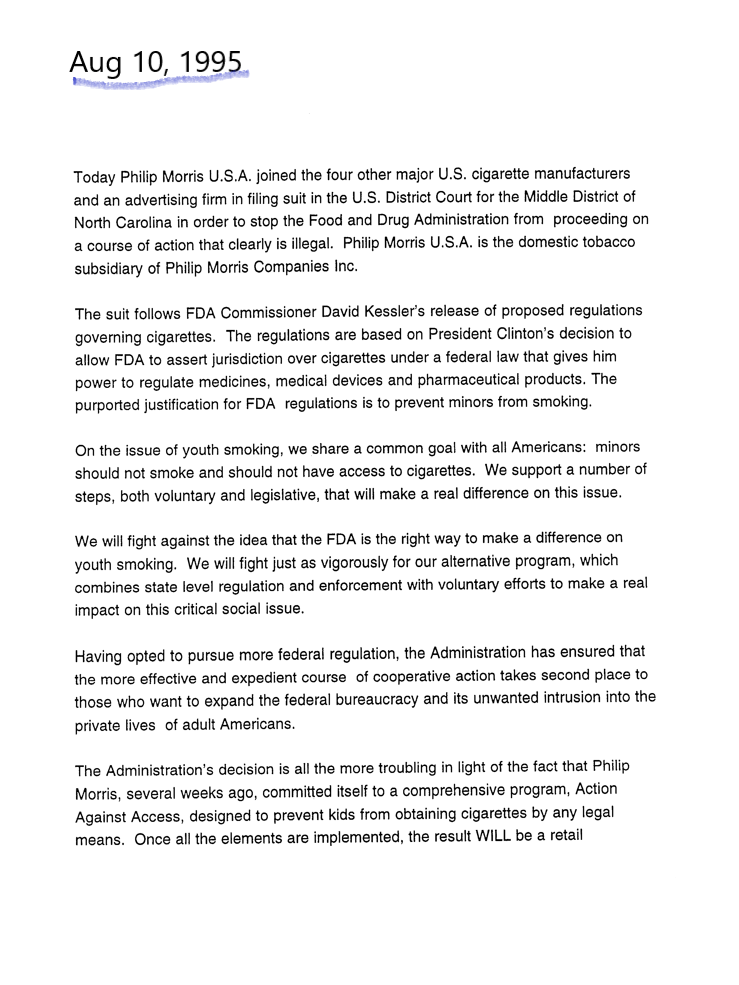 Aug 10, 1995
Today Philip Morris U.S.A. joined the four other major U.S. cigarette manufacturers
and an advertising firm in filing suit in the U.S. District Court for the Middle District of
North Carolina in order to stop the Food and Drug Administration from proceeding on
a course of action that clearly is illegal. Philip Morris U.S.A. is the domestic tobacco
subsidiary of Philip Morris Companies Inc.
The suit follows FDA Commissioner David Kessler's release of proposed regulations
governing cigarettes. The regulations are based on President Clinton's decision to
allow FDA to assert jurisdiction over cigarettes under a federal law that gives him
power to regulate medicines, medical devices and pharmaceutical products. The
purported justification for FDA regulations is to prevent minors from smoking.
On the issue of youth smoking, we share a common goal with all Americans: minors
should not smoke and should not have access to cigarettes. We support a number of
steps, both voluntary and legislative, that will make a real difference on this issue.
We will fight against the idea that the FDA is the right way to make a difference on
youth smoking. We will fight just as vigorously for our alternative program, which
combines state level regulation and enforcement with voluntary efforts to make a real
impact on this critical social issue.
Having opted to pursue more federal regulation, the Administration has ensured that
the more effective and expedient course of cooperative action takes second place to
those who want to expand the federal bureaucracy and its unwanted intrusion into the
private lives of adult Americans.
The Administration's decision is all the more troubling in light of the fact that Philip
Morris, several weeks ago, committed itself to a comprehensive program, Action
Against Access, designed to prevent kids from obtaining cigarettes by any legal
means. Once all the elements are implemented, the result WILL be a retail